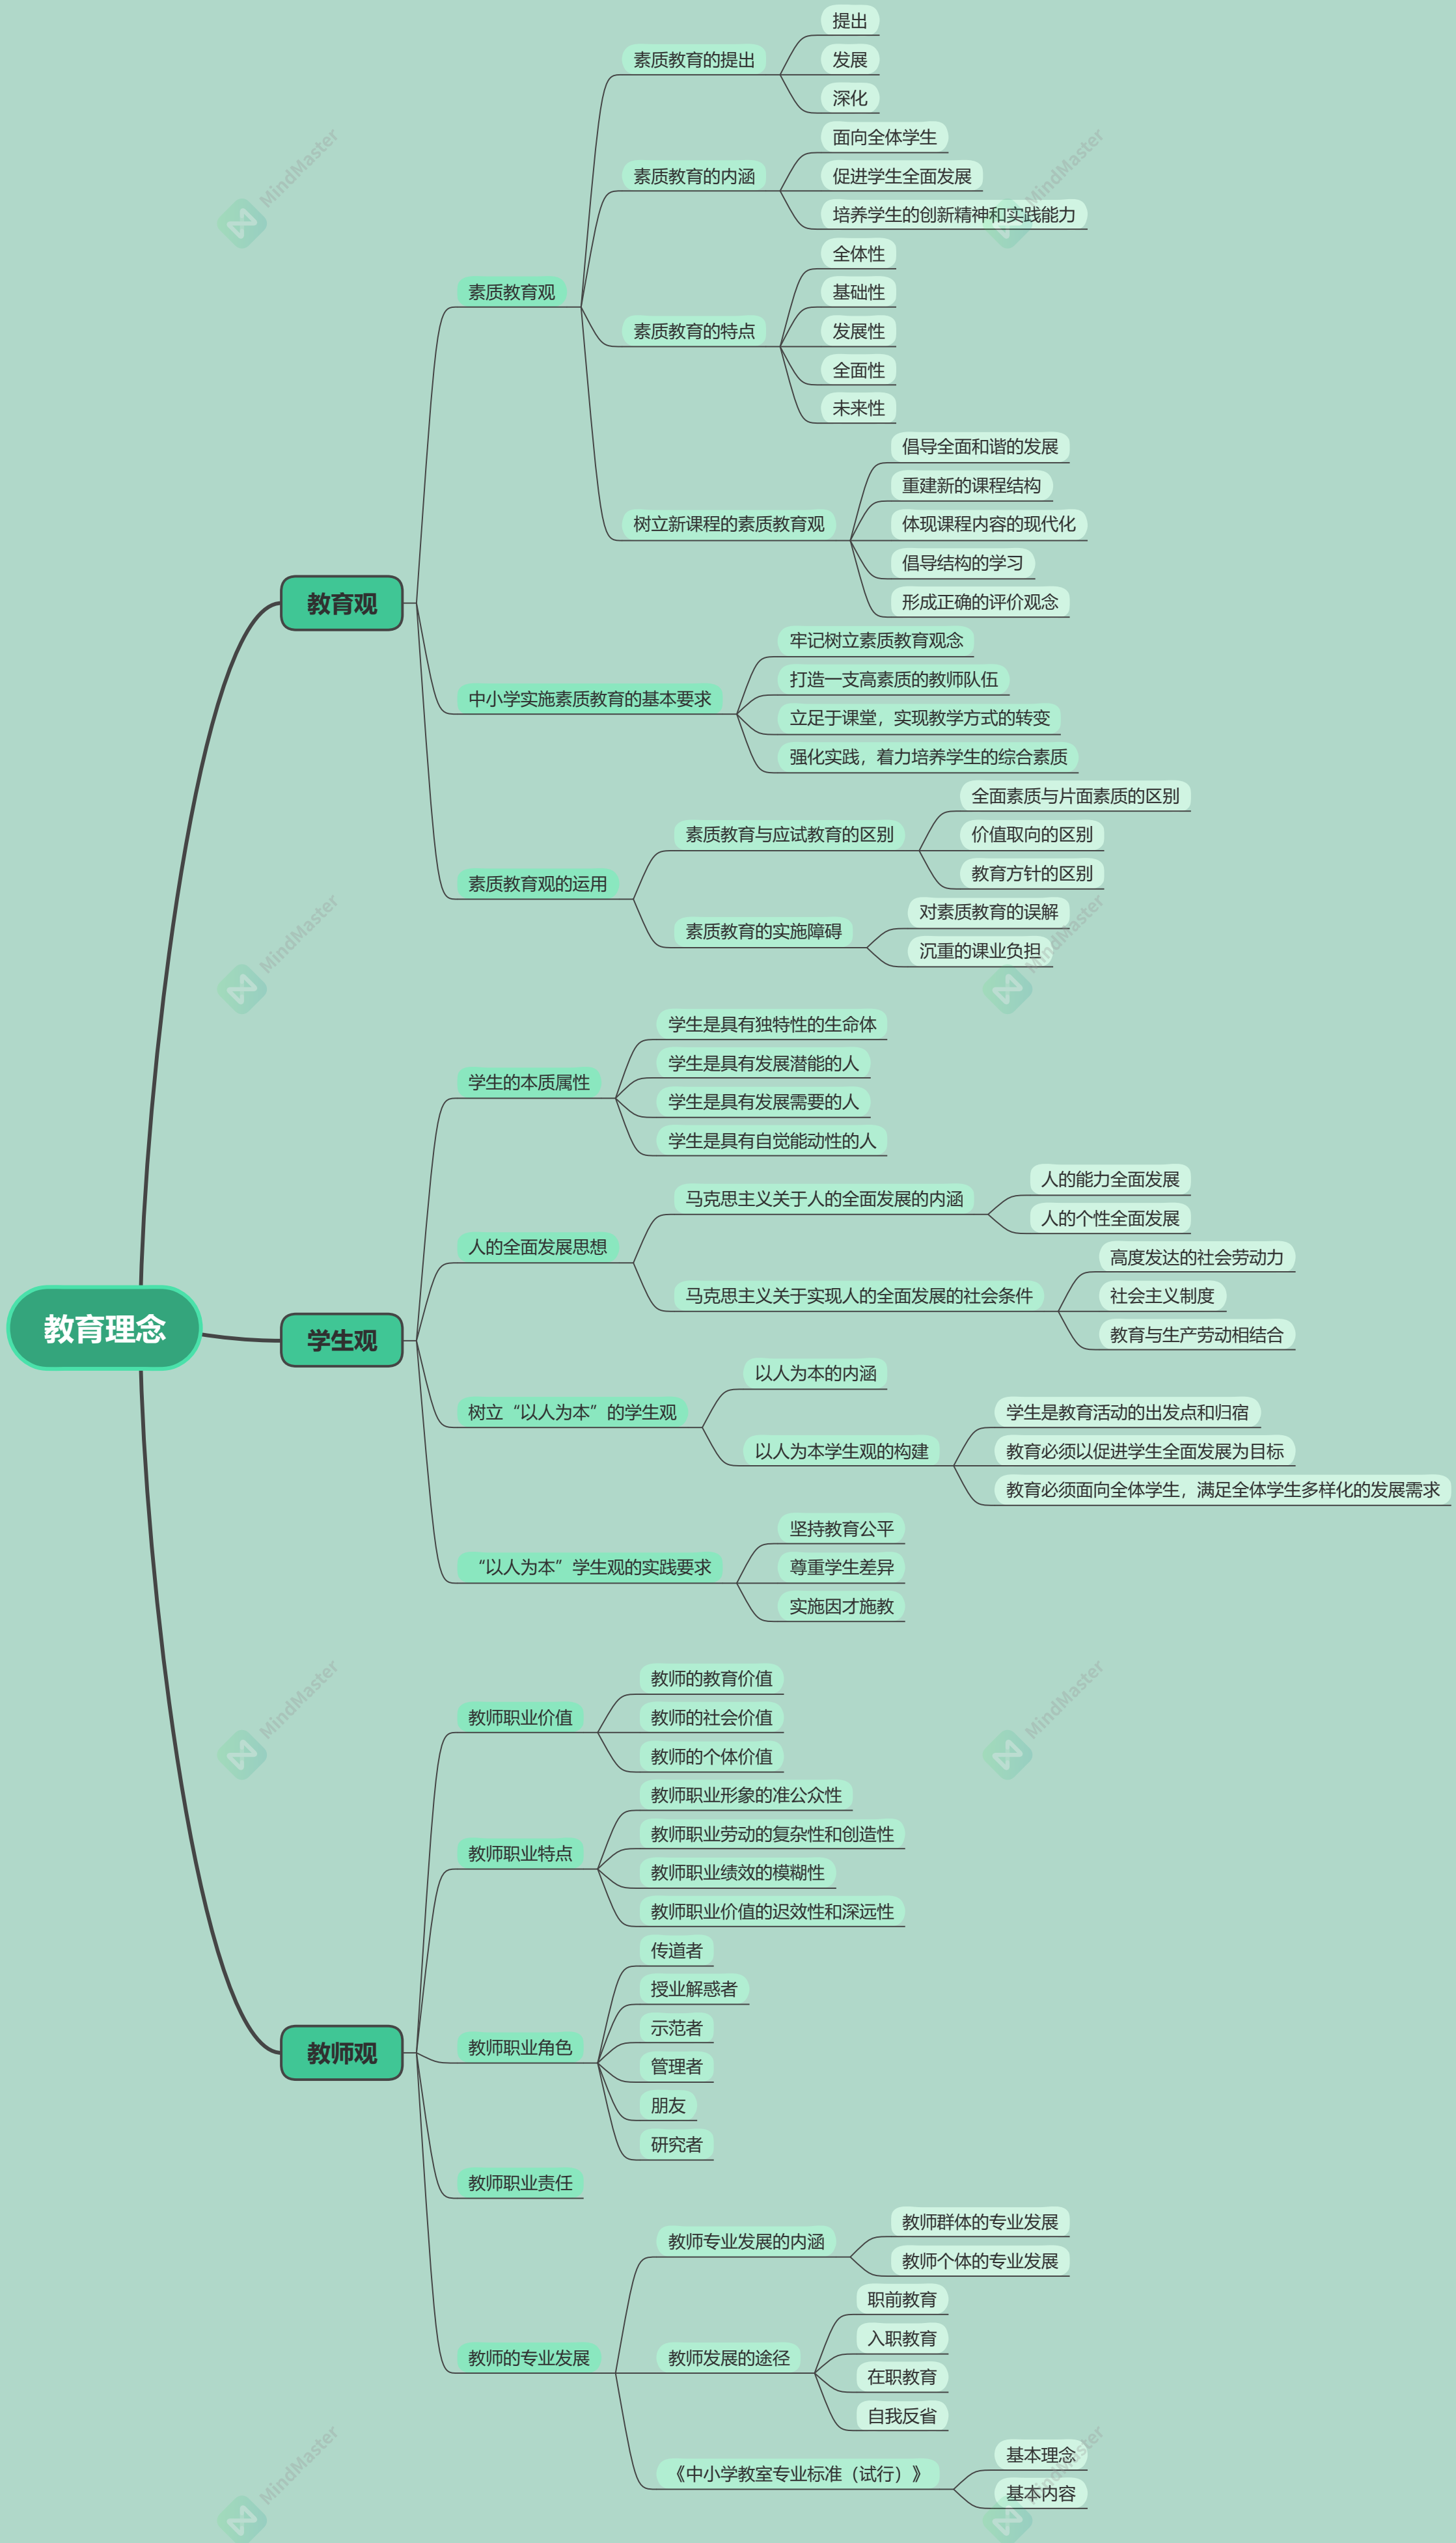 教育理念
教育观
素质教育观
素质教育的提出
提出
发展
深化
素质教育的内涵
面向全体学生
促进学生全面发展
培养学生的创新精神和实践能力
素质教育的特点
全体性
基础性
发展性
全面性
未来性
树立新课程的素质教育观
倡导全面和谐的发展
重建新的课程结构
体现课程内容的现代化
倡导结构的学习
形成正确的评价观念
中小学实施素质教育的基本要求
牢记树立素质教育观念
打造一支高素质的教师队伍
立足于课堂，实现教学方式的转变
强化实践，着力培养学生的综合素质
素质教育观的运用
素质教育与应试教育的区别
全面素质与片面素质的区别
价值取向的区别
教育方针的区别
素质教育的实施障碍
对素质教育的误解
沉重的课业负担
学生观
学生的本质属性
学生是具有独特性的生命体
学生是具有发展潜能的人
学生是具有发展需要的人
学生是具有自觉能动性的人
人的全面发展思想
马克思主义关于人的全面发展的内涵
人的能力全面发展
人的个性全面发展
马克思主义关于实现人的全面发展的社会条件
高度发达的社会劳动力
社会主义制度
教育与生产劳动相结合
树立“以人为本”的学生观
以人为本的内涵
以人为本学生观的构建
学生是教育活动的出发点和归宿
教育必须以促进学生全面发展为目标
教育必须面向全体学生，满足全体学生多样化的发展需求
“以人为本”学生观的实践要求
坚持教育公平
尊重学生差异
实施因才施教
教师观
教师职业价值
教师的教育价值
教师的社会价值
教师的个体价值
教师职业特点
教师职业形象的准公众性
教师职业劳动的复杂性和创造性
教师职业绩效的模糊性
教师职业价值的迟效性和深远性
教师职业角色
传道者
授业解惑者
示范者
管理者
朋友
研究者
教师职业责任
教师的专业发展
教师专业发展的内涵
教师群体的专业发展
教师个体的专业发展
教师发展的途径
职前教育
入职教育
在职教育
自我反省
《中小学教室专业标准（试行）》
基本理念
基本内容
MindMaster
MindMaster
MindMaster
MindMaster
MindMaster
MindMaster
MindMaster
MindMaster